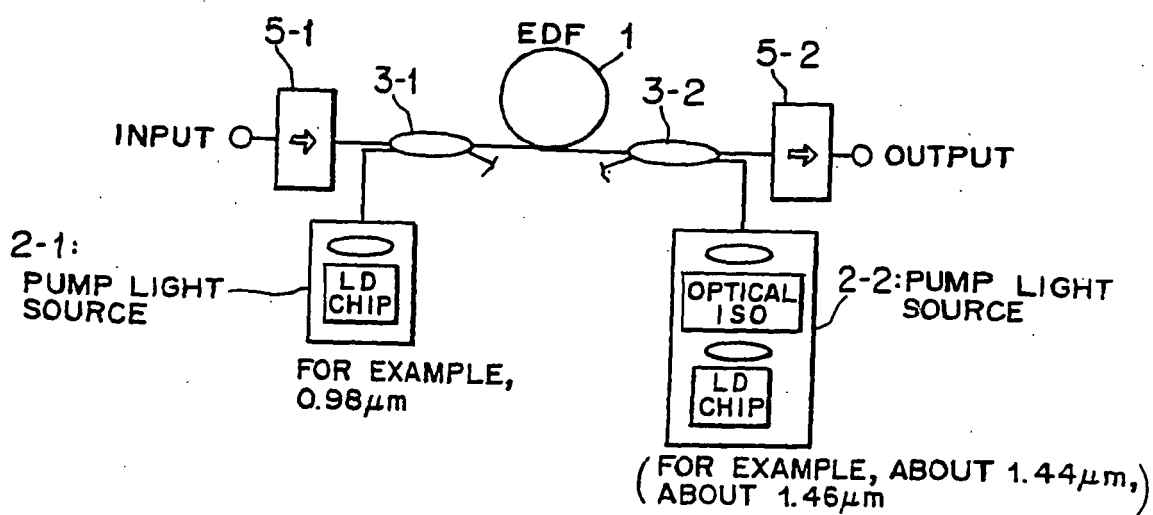 5-1
EDF
1
5-2
3-1
3-2
INPUT
OUTPUT
2-1:
PUMP LIGHT
SOURCE
LD
CHIP
OPTICAL
ISO
2-2:PUMP LIGHT
SOURCE
FOR EXAMPLE,
0.98μm
LD
CHIP
(FOR EXAMPLE, ABOUT 1.44μm,
ABOUT 1.46μm)